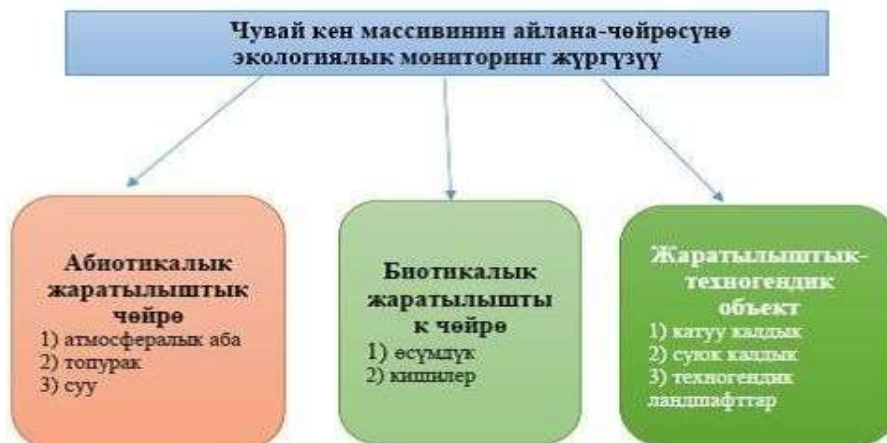 Чувай кен массивинин айлана-чөйрөсүнө
экологиялык мониторинг жүргүзүү
Абиотикалык
жаратылыштык
чөйрө
1) атмосфералык аба
2) топурак
3) суу
Биотикалык
жаратылышты
к чөйрө
1) өсүмдүк
2) кишилер
Жаратылыштык-
техногендик
объект
1) катуу калдык
2) суюк калдык
3) техногендик
ландшафттар